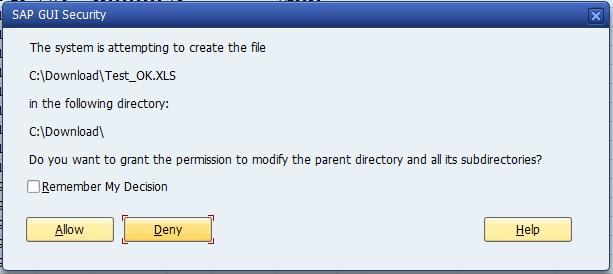 SAP GUI Security
The system is attempting to create the file
C:\Download\Test_OK.XLS
in the following directory:
C:\Download\
Do you want to grant the permission to modify the parent directory and all its subdirectories?
Remember My Decision
Allow Deny Help